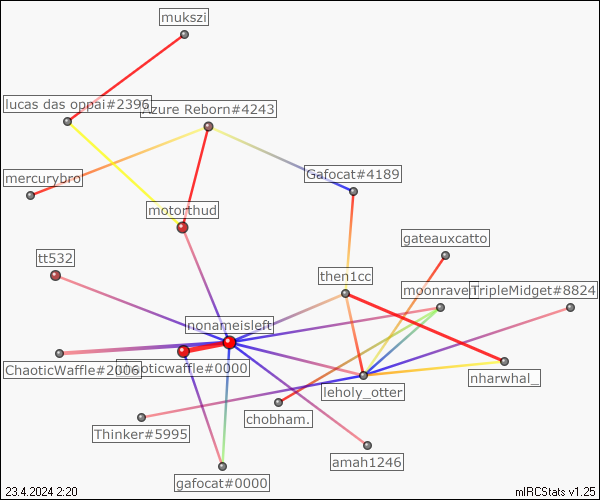 mukszi
lucas das oppai#2396
Azure Reborn#4243
Gafocat#4189
mercurybro
motorthud
gateauxcatto
tt532
then1cc
moonrave
TripleMidget#8824
nonameisleft
ChaoticWaffle#2006
chaoticwaffle#0000
nharwhal_
leholy_otter
chobham.
Thinker#5995
amah1246
gafocat#0000
23.4.2024 2:20
mIRCStats v1.25